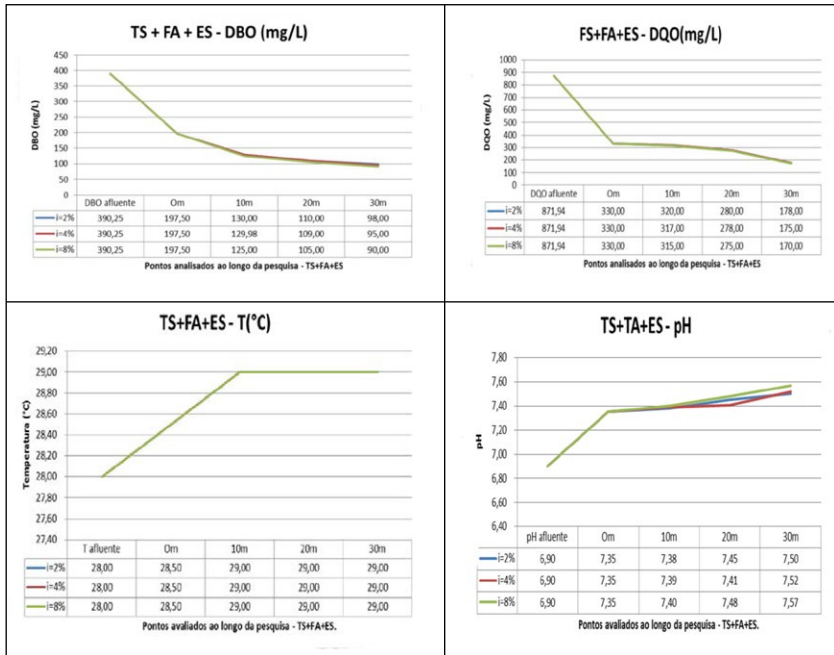 TS + FA + ES - DBO (mg/L)
DBO (mg/L)
450
400
350
300
250
200
150
100
50
0
DBO afluente Om 10m 20m 30m
i=2% 390,25 197,50 130,00 110,00 98,00
i=4% 390,25 197,50 129,98 109,00 95,00
i=8% 390,25 197,50 125,00 105,00 90,00
Pontos analisados ao longo da pesquisa - TS+FA+ES
FS+FA+ES - DQO(mg/L)
DQO (mg/L)
1000
900
800
700
600
500
400
300
200
100
0
DQO afluente Om 10m 20m 30m
i=2% 871,94 330,00 320,00 280,00 178,00
i=4% 871,94 330,00 317,00 278,00 175,00
i=8% 871,94 330,00 315,00 275,00 170,00
Pontos analisados ao longo da pesquisa - TS+FA+ES
TS+FA+ES - T(°C)
Temperatura (°C)
29,20
29,00
28,80
28,60
28,40
28,20
28,00
27,80
27,60
27,40
T afluente Om 10m 20m 30m
i=2% 28,00 28,50 29,00 29,00 29,00
i=4% 28,00 28,50 29,00 29,00 29,00
i=8% 28,00 28,50 29,00 29,00 29,00
Pontos avaliados ao longo da pesquisa - TS+FA+ES.
TS+TA+ES - pH
pH
7,80
7,60
7,40
7,20
7,00
6,80
6,60
6,40
pH afluente Om 10m 20m 30m
i=2% 6,90 7,35 7,38 7,45 7,50
i=4% 6,90 7,35 7,39 7,41 7,52
i=8% 6,90 7,35 7,40 7,48 7,57
Pontos avaliados ao longo da pesquisa - TS+FA+ES.